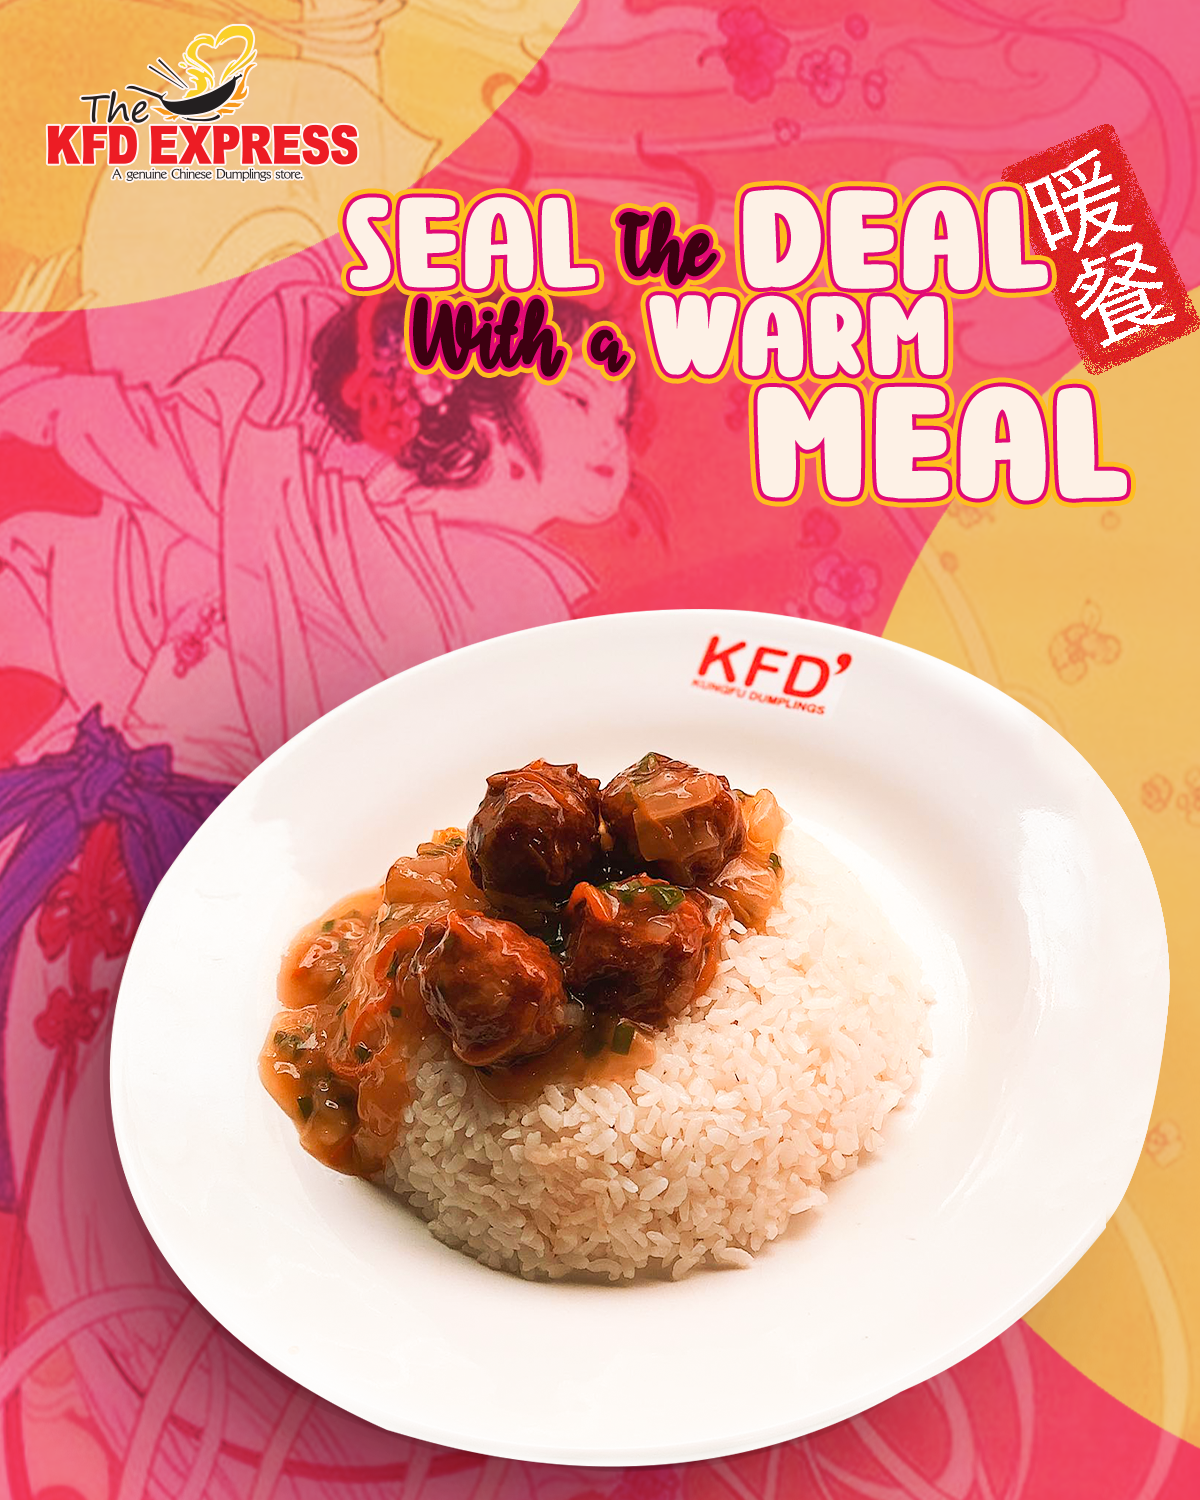 The
KFD EXPRESS
A genuine Chinese Dumplings store.
SEAL the DEAL
With a WARM
MEAL
暖
餐
KFD'
KUNGFU DUMPLINGS